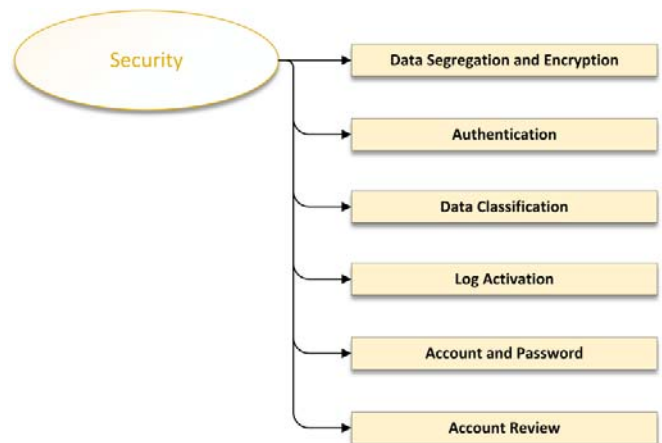 Security
Data Segregation and Encryption
Authentication
Data Classification
Log Activation
Account and Password
Account Review